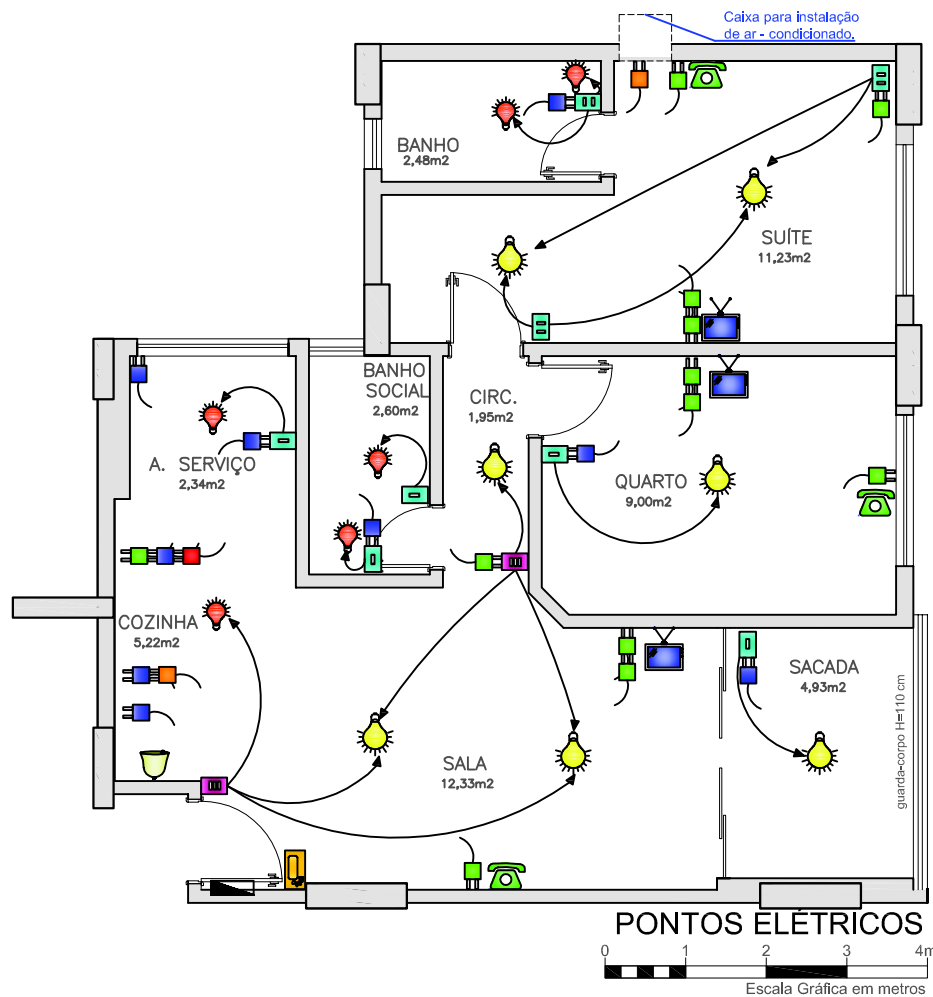 Caixa para instalação
de ar - condicionado.
BANHO
2,48m2
SUÍTE
11,23m2
BANHO
SOCIAL
2,60m2
CIRC.
1,95m2
A. SERVIÇO
2,34m2
QUARTO
9,00m2
COZINHA
5,22m2
SACADA
4,93m2
guarda-corpo H=110 cm
SALA
12,33m2
PONTOS ELÉTRICOS
0 1 2 3 4m
Escala Gráfica em metros